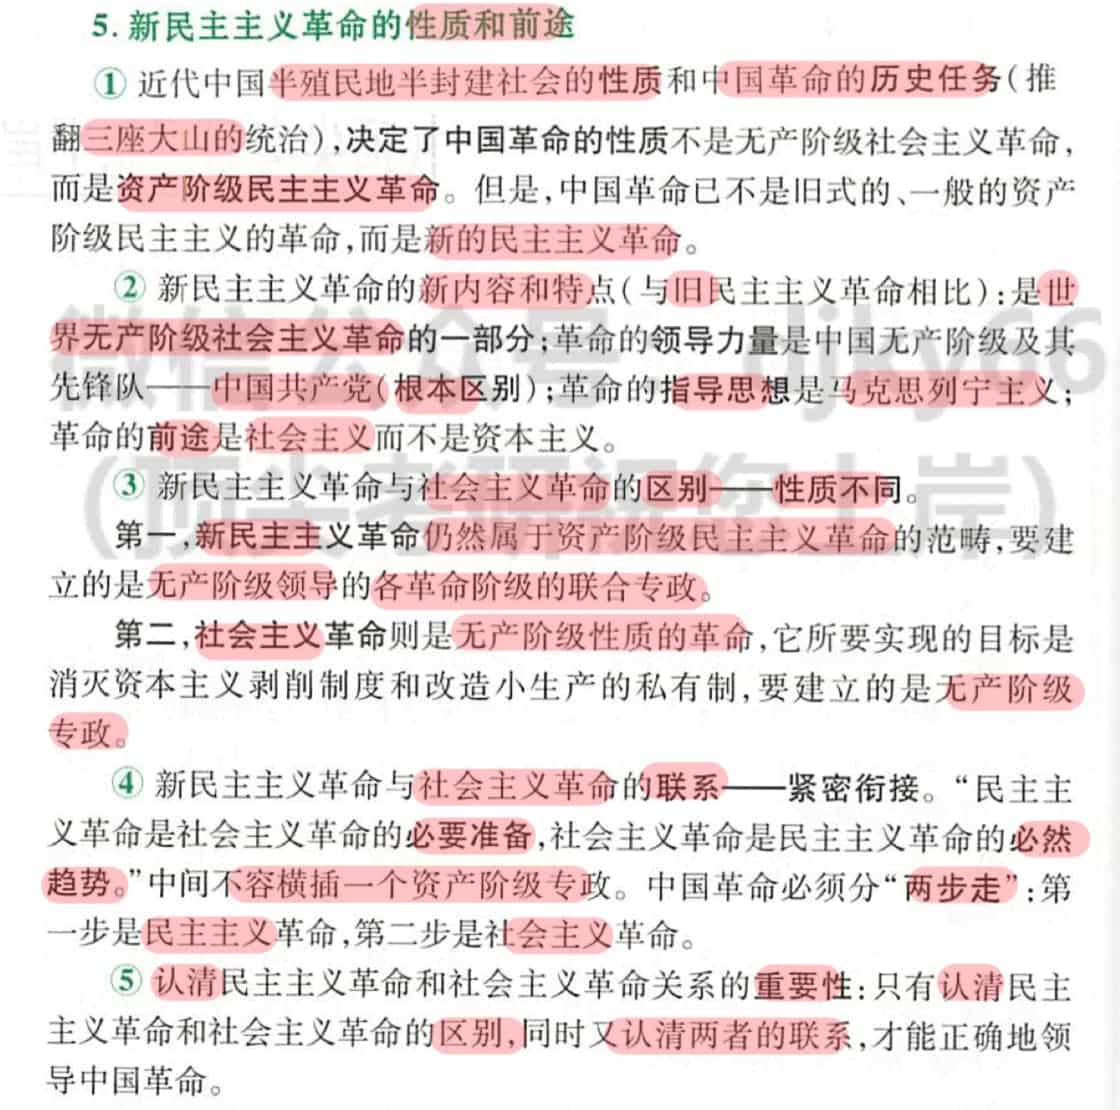 5. 新民主主义革命的性质和前途
① 近代中国半殖民地半封建社会的性质和中国革命的历史任务(推
翻三座大山的统治),决定了中国革命的性质不是无产阶级社会主义革命,
而是资产阶级民主主义革命。但是,中国革命已不是旧式的、一般的资产
阶级民主主义的革命,而是新的民主主义革命。
② 新民主主义革命的新内容和特点(与旧民主主义革命相比):是世
界无产阶级社会主义革命的一部分;革命的领导力量是中国无产阶级及其
先锋队——中国共产党(根本区别);革命的指导思想是马克思列宁主义;
革命的前途是社会主义而不是资本主义。
③ 新民主主义革命与社会主义革命的区别——性质不同。
第一,新民主主义革命仍然属于资产阶级民主主义革命的范畴,要建
立的是无产阶级领导的各革命阶级的联合专政。
第二,社会主义革命则是无产阶级性质的革命,它所要实现的目标是
消灭资本主义剥削制度和改造小生产的私有制,要建立的是无产阶级
专政。
④ 新民主主义革命与社会主义革命的联系——紧密衔接。“民主主
义革命是社会主义革命的必要准备,社会主义革命是民主主义革命的必然
趋势。”中间不容横插一个资产阶级专政。中国革命必须分“两步走”:第
一步是民主主义革命,第二步是社会主义革命。
⑤ 认清民主主义革命和社会主义革命关系的重要性:只有认清民主
主义革命和社会主义革命的区别,同时又认清两者的联系,才能正确地领
导中国革命。
微信公众号 djky66
(顶尖考研祝您上岸)